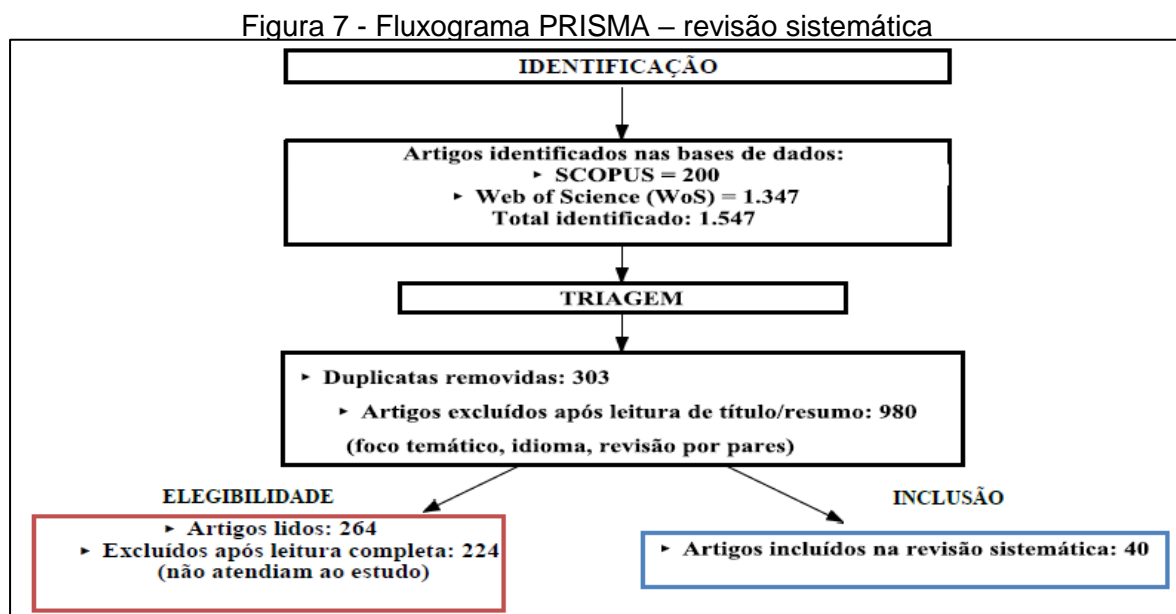 Figura 7 - Fluxograma PRISMA – revisão sistemática
IDENTIFICAÇÃO
Artigos identificados nas bases de dados:
‣ SCOPUS = 200
‣ Web of Science (WoS) = 1.347
Total identificado: 1.547
TRIAGEM
‣ Duplicatas removidas: 303
‣ Artigos excluídos após leitura de título/resumo: 980
(foco temático, idioma, revisão por pares)
ELEGIBILIDADE
‣ Artigos lidos: 264
‣ Excluídos após leitura completa: 224
(não atendiam ao estudo)
INCLUSÃO
‣ Artigos incluídos na revisão sistemática: 40